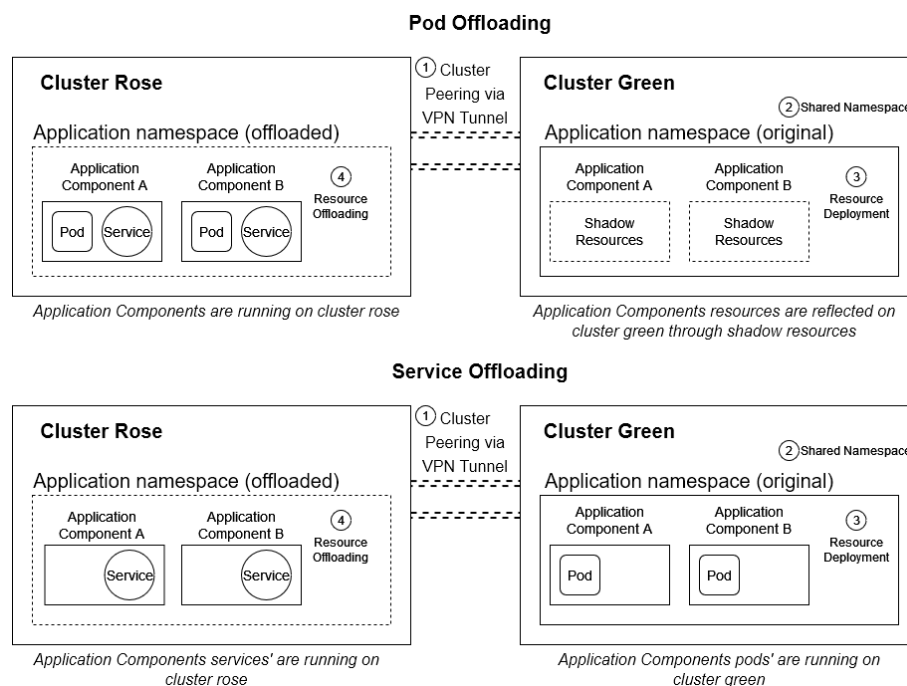 Pod Offloading
Cluster Rose
1 Cluster
Peering via
VPN Tunnel
Cluster Green
2 Shared Namespace
Application namespace (offloaded)
Application
Component A
Application
Component B
4
Resource
Offloading
Pod
Service
Pod
Service
Application namespace (original)
Application
Component A
Application
Component B
3
Resource
Deployment
Shadow
Resources
Shadow
Resources
Application Components are running on cluster rose
Application Components resources are reflected on
cluster green through shadow resources
Service Offloading
Cluster Rose
1 Cluster
Peering via
VPN Tunnel
Cluster Green
2 Shared Namespace
Application namespace (offloaded)
Application
Component A
Application
Component B
4
Resource
Offloading
Service
Service
Application namespace (original)
Application
Component A
Application
Component B
3
Resource
Deployment
Pod
Pod
Application Components services' are running on
cluster rose
Application Components pods' are running on
cluster green